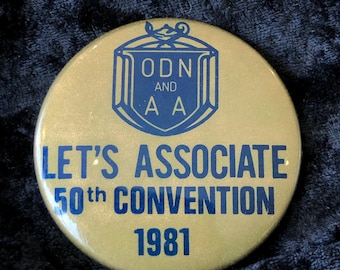 ODN
AND
AA
LET'S ASSOCIATE
50th CONVENTION
1981